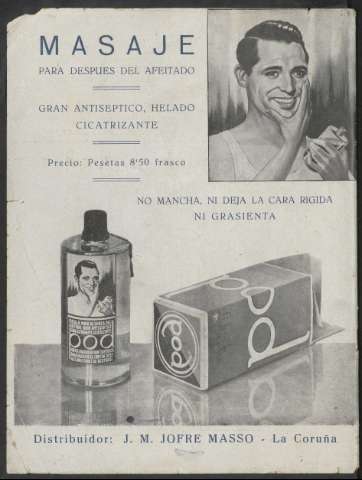 MASAJE
PARA DESPUES DEL AFEITADO
GRAN ANTISEPTICO, HELADO
CICATRIZANTE
Precio: Pesetas 8'50 frasco
NO MANCHA, NI DEJA LA CARA RIGIDA
NI GRASIENTA
Distribuidor: J. M. JOFRE MASSO - La Coruña